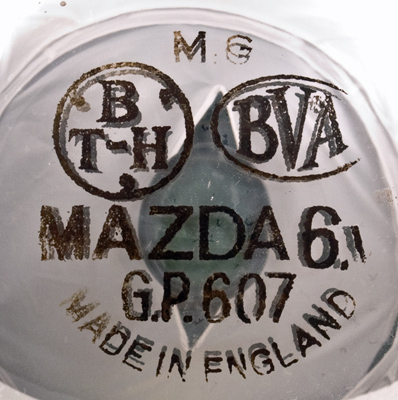 M G
B
T-H
BVA
MAZDA 6.1
G.P.607
MADE IN ENGLAND